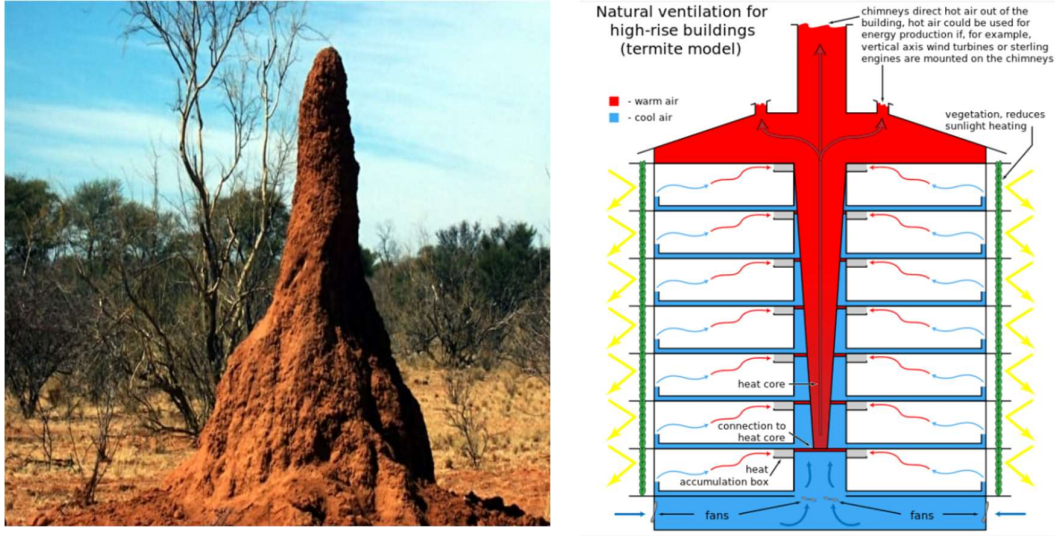 Natural ventilation for
high-rise buildings
(termite model)
- warm air
- cool air
chimneys direct hot air out of the
building, hot air could be used for
energy production if, for example,
vertical axis wind turbines or sterling
engines are mounted on the chimneys
vegetation, reduces
sunlight heating
heat core
connection to
heat core
heat
accumulation box
fans
fans